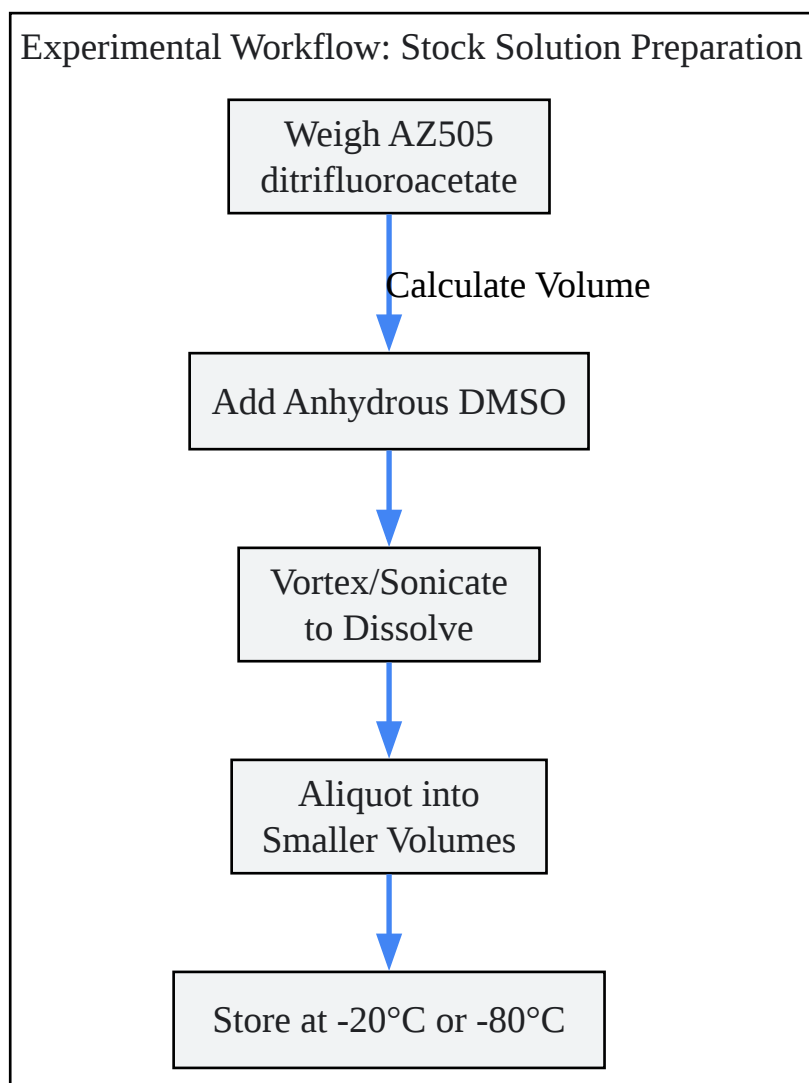 Experimental Workflow: Stock Solution Preparation
Weigh AZ505
ditrifluoroacetate
Calculate Volume
Add Anhydrous DMSO
Vortex/Sonicate
to Dissolve
Aliquot into
Smaller Volumes
Store at -20°C or -80°C